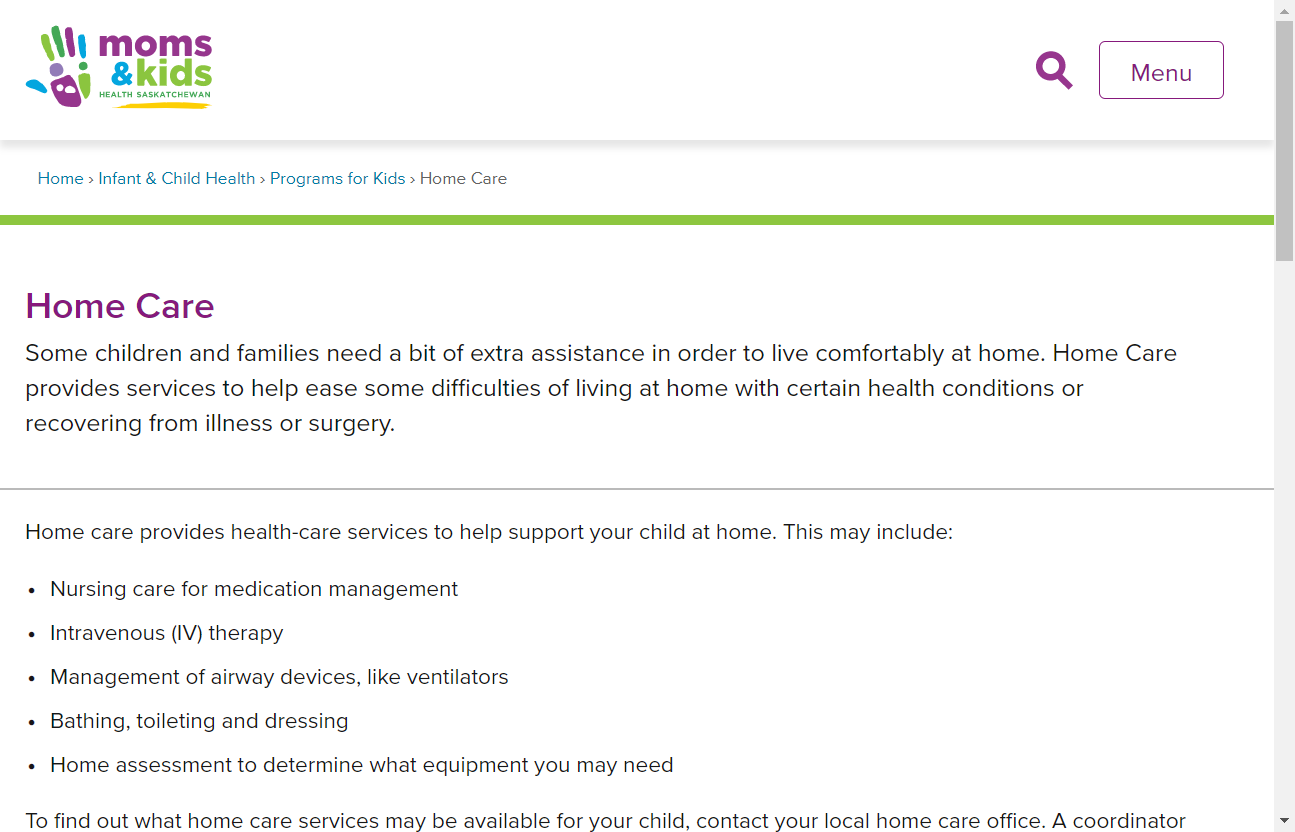 moms
&kids
HEALTH SASKATCHEWAN
Menu
Home › Infant & Child Health › Programs for Kids › Home Care
Home Care
Some children and families need a bit of extra assistance in order to live comfortably at home. Home Care
provides services to help ease some difficulties of living at home with certain health conditions or
recovering from illness or surgery.
Home care provides health-care services to help support your child at home. This may include:
• Nursing care for medication management
• Intravenous (IV) therapy
• Management of airway devices, like ventilators
• Bathing, toileting and dressing
• Home assessment to determine what equipment you may need
To find out what home care services may be available for your child, contact your local home care office. A coordinator